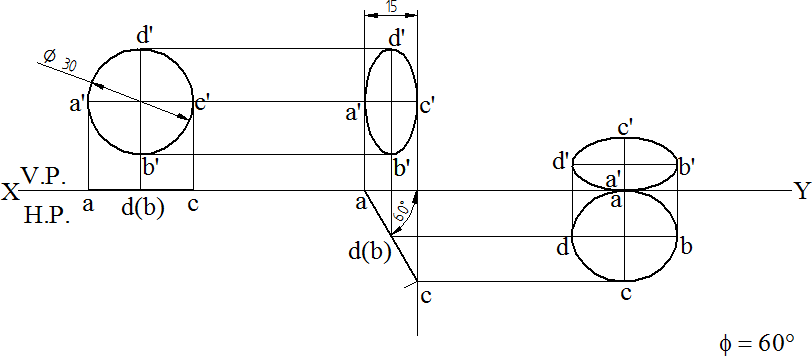 15
d' d'
Ø 30
a' c' a' c' c'
b' b' d' b'
X V.P. a' Y
H.P. a d(b) c a 60° a
d(b) d b
c c
ϕ = 60°